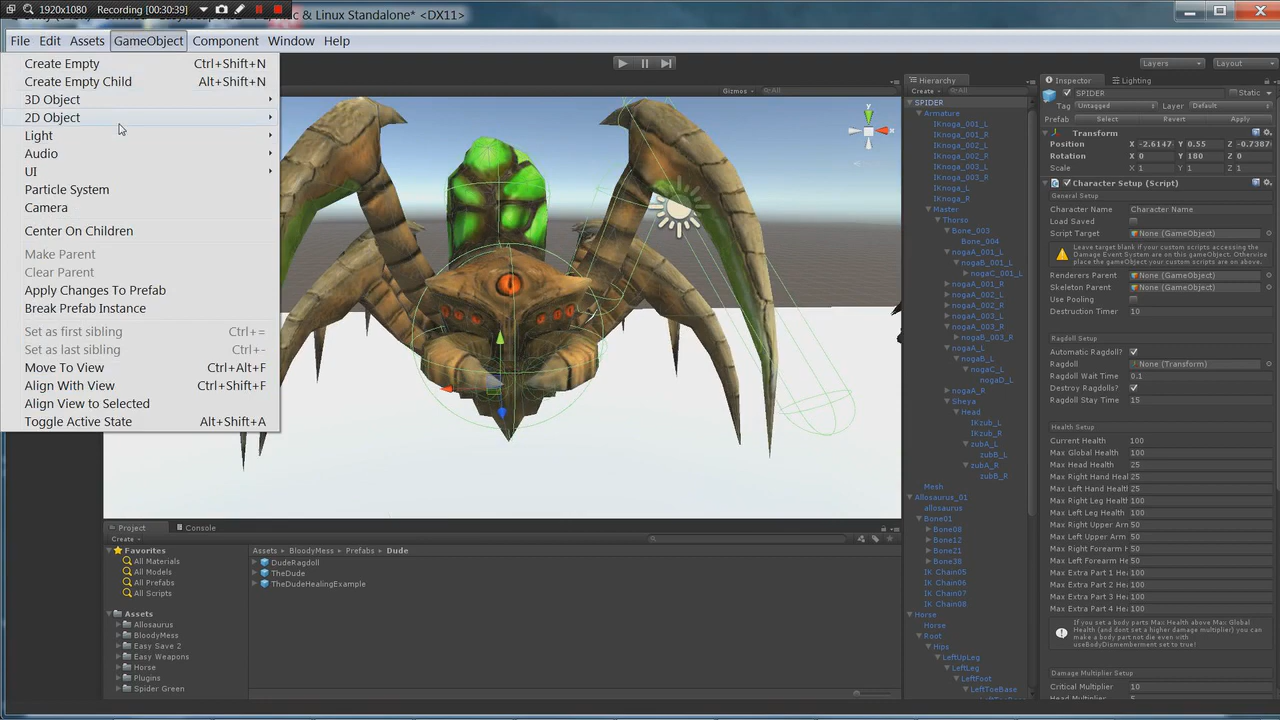 1920x1080 Recording [00:30:39]
& Linux Standalone* <DX11>
File Edit Assets GameObject Component Window Help
Create Empty Ctrl+Shift+N
Create Empty Child Alt+Shift+N
3D Object
2D Object
Light
Audio
UI
Particle System
Camera
Center On Children
Make Parent
Clear Parent
Apply Changes To Prefab
Break Prefab Instance
Set as first sibling Ctrl+=
Set as last sibling Ctrl+-
Move To View Ctrl+Alt+F
Align With View Ctrl+Shift+F
Align View to Selected
Toggle Active State Alt+Shift+A
Layers Layout
Gizmos All
Hierarchy
Create All
SPIDER
Armature
IKnoga_001_L
IKnoga_001_R
IKnoga_002_L
IKnoga_002_R
IKnoga_003_L
IKnoga_003_R
IKnoga_L
IKnoga_R
Master
Thorso
Bone_003
Bone_004
nogaA_001_L
nogaB_001_L
nogaC_001_L
nogaA_001_R
nogaA_002_L
nogaA_002_R
nogaA_003_L
nogaA_003_R
nogaB_003_R
nogaA_L
nogaB_L
nogaC_L
nogaD_L
nogaA_R
Sheya
Head
IKzub_L
IKzub_R
zubA_L
zubB_L
zubA_R
zubB_R
Mesh
Allosaurus_01
allosaurus
Bone01
Bone08
Bone12
Bone21
Bone38
IK Chain05
IK Chain06
IK Chain07
IK Chain08
Horse
Horse
Root
Hips
LeftUpLeg
LeftLeg
LeftFoot
LeftToeBase
Inspector Lighting
SPIDER Static
Tag Untagged Layer Default
Prefab Select Revert Apply
Transform
Position X -2.6147 Y 0.55 Z -0.7387
Rotation X 0 Y 180 Z 0
Scale X 1 Y 1 Z 1
Character Setup (Script)
General Setup
Character Name Character Name
Load Saved
Script Target None (GameObject)
Leave target blank if your custom scripts accessing the
Damage Event System are on this gameObject. Otherwise
place the gameObject your custom scripts are on above.
Renderers Parent None (GameObject)
Skeleton Parent None (GameObject)
Use Pooling
Destruction Timer 10
Ragdoll Setup
Automatic Ragdoll?
Ragdoll None (Transform)
Ragdoll Wait Time 0.1
Destroy Ragdolls?
Ragdoll Stay Time 15
Health Setup
Current Health 100
Max Global Health 100
Max Head Health 25
Max Right Hand Heal 25
Max Left Hand Health 25
Max Right Leg Health 100
Max Left Leg Health 100
Max Right Upper Arm 50
Max Left Upper Arm 50
Max Right Forearm H 50
Max Left Forearm He 50
Max Extra Part 1 Hea 100
Max Extra Part 2 Hea 100
Max Extra Part 3 Hea 100
Max Extra Part 4 Hea 100
If you set a body parts Max Health above Max Global
Health (and dont set a higher damage multiplier) you can
make a body part not die even with
useBodyDismemberment set to true!
Damage Multiplier Setup
Critical Multiplier 10
Head Multiplier 5
Project Console
Create
Favorites
All Materials
All Models
All Prefabs
All Scripts
Assets
Allosaurus
BloodyMess
Easy Save 2
Easy Weapons
Horse
Plugins
Spider Green
Assets BloodyMess Prefabs Dude
DudeRagdoll
TheDude
TheDudeHealingExample